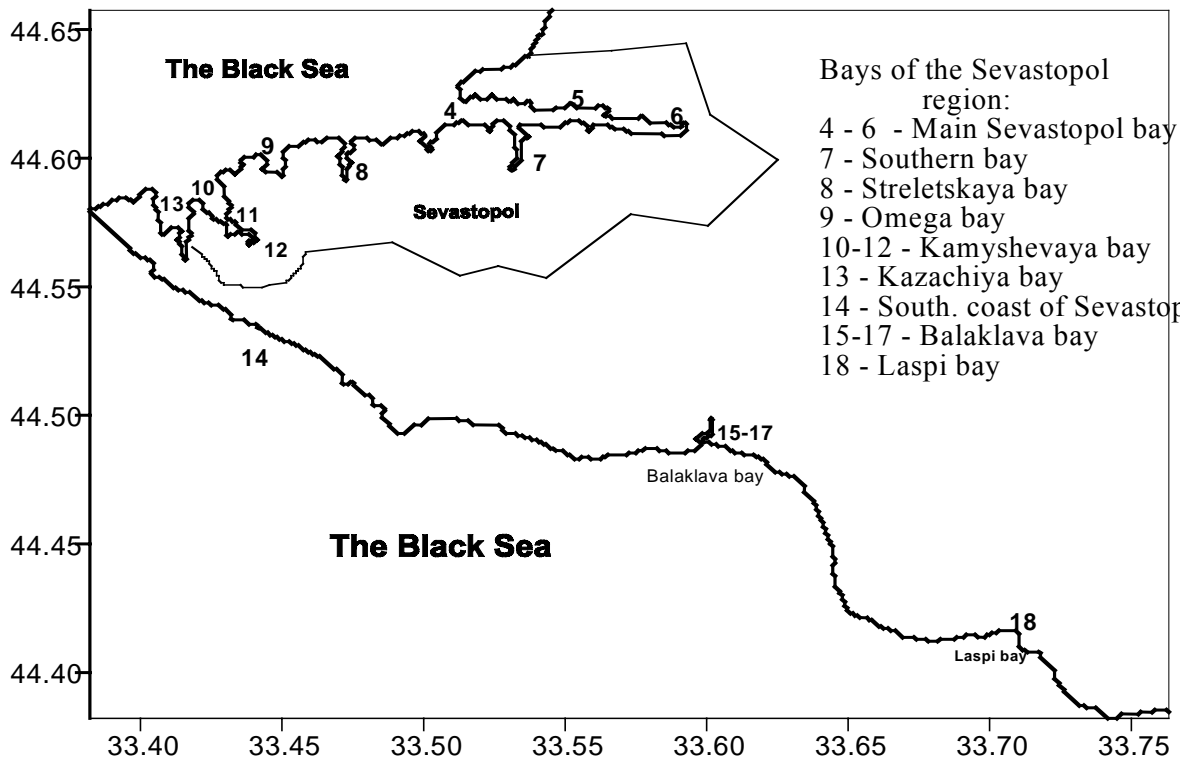 44.65
44.60
44.55
44.50
44.45
44.40
33.40 33.45 33.50 33.55 33.60 33.65 33.70 33.75
The Black Sea
4
5
6
7
8
9
10
11
12
13
Sevastopol
14
15-17
Balaklava bay
The Black Sea
18
Laspi bay
Bays of the Sevastopol
region:
4 - 6 - Main Sevastopol bay
7 - Southern bay
8 - Streletskaya bay
9 - Omega bay
10-12 - Kamyshevaya bay
13 - Kazachiya bay
14 - South. coast of Sevastop
15-17 - Balaklava bay
18 - Laspi bay